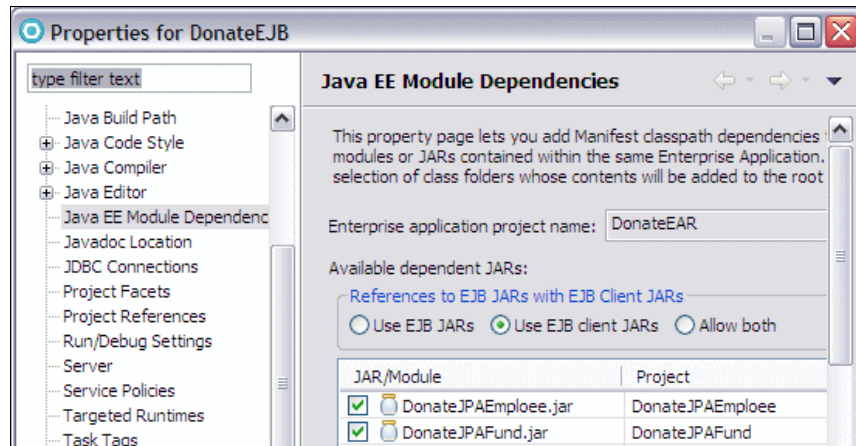 Properties for DonateEJB
type filter text
Java Build Path
Java Code Style
Java Compiler
Java Editor
Java EE Module Dependenc
Javadoc Location
JDBC Connections
Project Facets
Project References
Run/Debug Settings
Server
Service Policies
Targeted Runtimes
Task Tags
Java EE Module Dependencies
This property page lets you add Manifest classpath dependencies
modules or JARs contained within the same Enterprise Application.
selection of class folders whose contents will be added to the root
Enterprise application project name: DonateEAR
Available dependent JARs:
References to EJB JARs with EJB Client JARs
Use EJB JARs Use EJB client JARs Allow both
JAR/Module Project
DonateJPAEmploee.jar DonateJPAEmploee
DonateJPAFund.jar DonateJPAFund